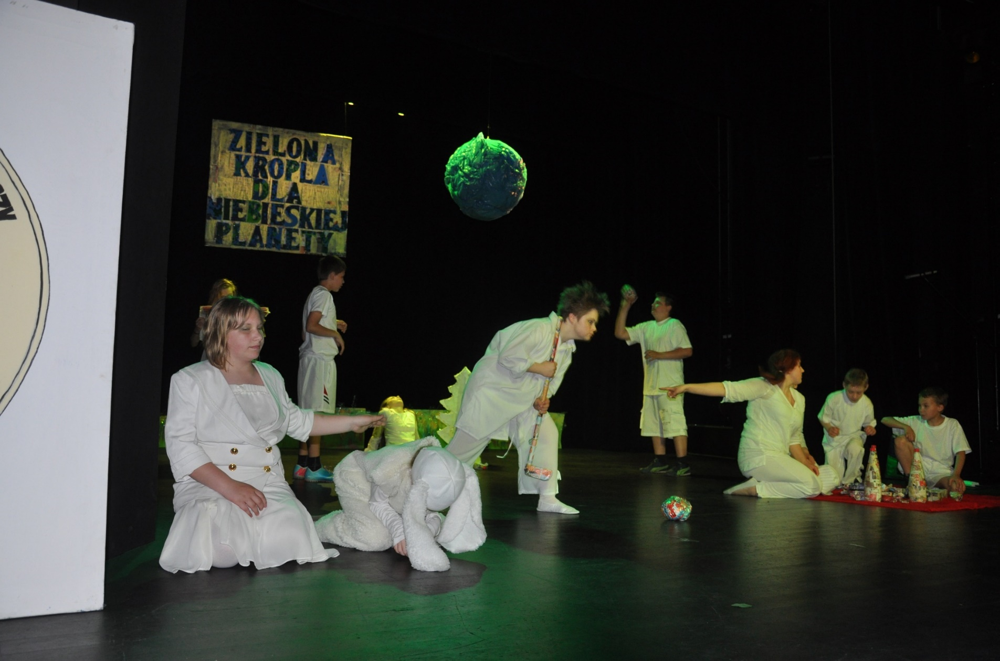 ZIELONA
KROPLA
DLA
NIEBIESKIEJ
PLANETY